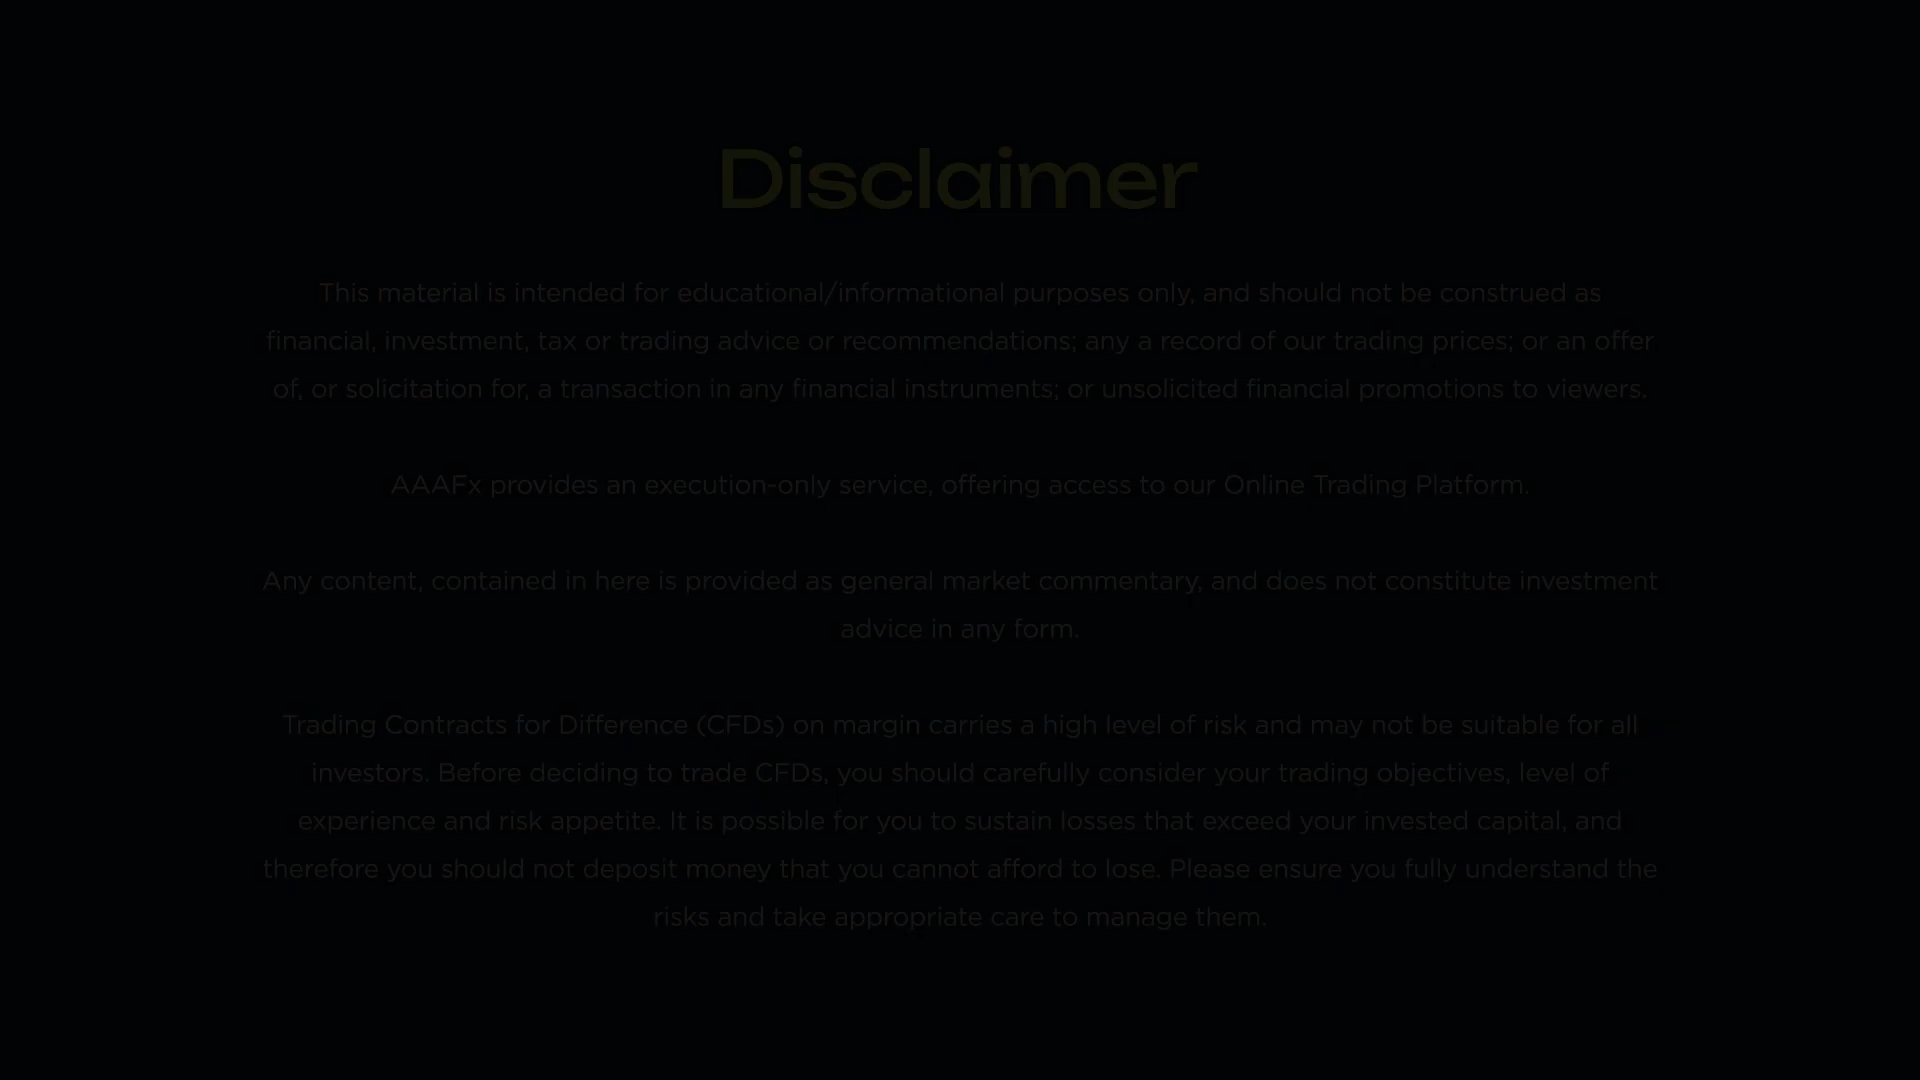 Disclaimer
This material is intended for educational/informational purposes only, and should not be construed as
financial, investment, tax or trading advice or recommendations; any a record of our trading prices; or an offer
of, or solicitation for, a transaction in any financial instruments; or unsolicited financial promotions to viewers.
AAAFx provides an execution-only service, offering access to our Online Trading Platform.
Any content, contained in here is provided as general market commentary, and does not constitute investment
advice in any form.
Trading Contracts for Difference (CFDs) on margin carries a high level of risk and may not be suitable for all
investors. Before deciding to trade CFDs, you should carefully consider your trading objectives, level of
experience and risk appetite. It is possible for you to sustain losses that exceed your invested capital, and
therefore you should not deposit money that you cannot afford to lose. Please ensure you fully understand the
risks and take appropriate care to manage them.